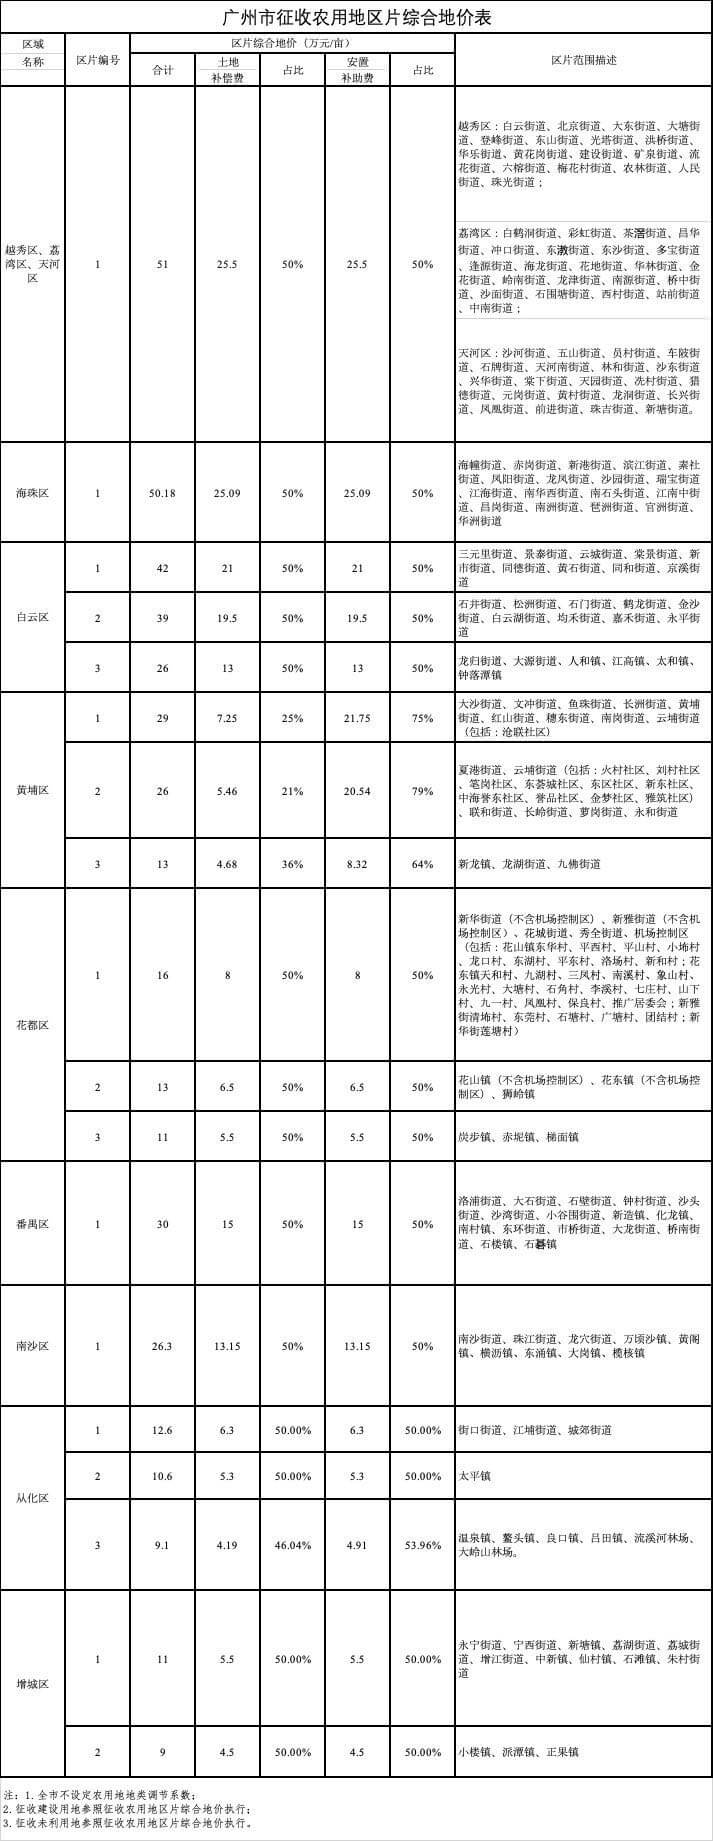 广州市征收农用地区片综合地价表
区域
名称
区片编号
区片综合地价（万元/亩）
合计
土地
补偿费
占比
安置
补助费
占比
区片范围描述
越秀区、荔
湾区、天河
区
1
51
25.5
50%
25.5
50%
越秀区：白云街道、北京街道、大东街道、大塘街
道、登峰街道、东山街道、光塔街道、洪桥街道、
华乐街道、黄花岗街道、建设街道、矿泉街道、流
花街道、六榕街道、梅花村街道、农林街道、人民
街道、珠光街道；
荔湾区：白鹤洞街道、彩虹街道、茶滘街道、昌华
街道、冲口街道、东漖街道、东沙街道、多宝街道
、逢源街道、海龙街道、花地街道、华林街道、金
花街道、岭南街道、龙津街道、南源街道、桥中街
道、沙面街道、石围塘街道、西村街道、站前街道
、中南街道；
天河区：沙河街道、五山街道、员村街道、车陂街
道、石牌街道、天河南街道、林和街道、沙东街道
、兴华街道、棠下街道、天园街道、冼村街道、猎
德街道、元岗街道、黄村街道、龙洞街道、长兴街
道、凤凰街道、前进街道、珠吉街道、新塘街道。
海珠区
1
50.18
25.09
50%
25.09
50%
海幢街道、赤岗街道、新港街道、滨江街道、素社
街道、凤阳街道、龙凤街道、沙园街道、瑞宝街道
、江海街道、南华西街道、南石头街道、江南中街
道、昌岗街道、南洲街道、琶洲街道、官洲街道、
华洲街道
白云区
1
42
21
50%
21
50%
三元里街道、景泰街道、云城街道、棠景街道、新
市街道、同德街道、黄石街道、同和街道、京溪街
道
2
39
19.5
50%
19.5
50%
石井街道、松洲街道、石门街道、鹤龙街道、金沙
街道、白云湖街道、均禾街道、嘉禾街道、永平街
道
3
26
13
50%
13
50%
龙归街道、大源街道、人和镇、江高镇、太和镇、
钟落潭镇
黄埔区
1
29
7.25
25%
21.75
75%
大沙街道、文冲街道、鱼珠街道、长洲街道、黄埔
街道、红山街道、穗东街道、南岗街道、云埔街道
（包括：沧联社区）
2
26
5.46
21%
20.54
79%
夏港街道、云埔街道（包括：火村社区、刘村社区
、笔岗社区、东荟城社区、东区社区、新东社区、
中海誉东社区、誉品社区、金梦社区、雅筑社区）
、联和街道、长岭街道、萝岗街道、永和街道
3
13
4.68
36%
8.32
64%
新龙镇、龙湖街道、九佛街道
花都区
1
16
8
50%
8
50%
新华街道（不含机场控制区）、新雅街道（不含机
场控制区）、花城街道、秀全街道、机场控制区
（包括：花山镇东华村、平西村、平山村、小㘵村
、龙口村、东湖村、平东村、洛场村、新和村；花
东镇天和村、九湖村、三凤村、南溪村、象山村、
永光村、大塘村、石角村、李溪村、七庄村、山下
村、九一村、凤凰村、保良村、推广居委会；新雅
街清㘵村、东莞村、石塘村、广塘村、团结村；新
华街莲塘村）
2
13
6.5
50%
6.5
50%
花山镇（不含机场控制区）、花东镇（不含机场控
制区）、狮岭镇
3
11
5.5
50%
5.5
50%
炭步镇、赤坭镇、梯面镇
番禺区
1
30
15
50%
15
50%
洛浦街道、大石街道、石壁街道、钟村街道、沙头
街道、沙湾街道、小谷围街道、新造镇、化龙镇、
南村镇、东环街道、市桥街道、大龙街道、桥南街
道、石楼镇、石碁镇
南沙区
1
26.3
13.15
50%
13.15
50%
南沙街道、珠江街道、龙穴街道、万顷沙镇、黄阁
镇、横沥镇、东涌镇、大岗镇、榄核镇
从化区
1
12.6
6.3
50.00%
6.3
50.00%
街口街道、江埔街道、城郊街道
2
10.6
5.3
50.00%
5.3
50.00%
太平镇
3
9.1
4.19
46.04%
4.91
53.96%
温泉镇、鳌头镇、良口镇、吕田镇、流溪河林场、
大岭山林场。
增城区
1
11
5.5
50.00%
5.5
50.00%
永宁街道、宁西街道、新塘镇、荔湖街道、荔城街
道、增江街道、中新镇、仙村镇、石滩镇、朱村街
道
2
9
4.5
50.00%
4.5
50.00%
小楼镇、派潭镇、正果镇
注：1.全市不设定农用地地类调节系数；
2.征收建设用地参照征收农用地区片综合地价执行；
3.征收未利用地参照征收农用地区片综合地价执行。